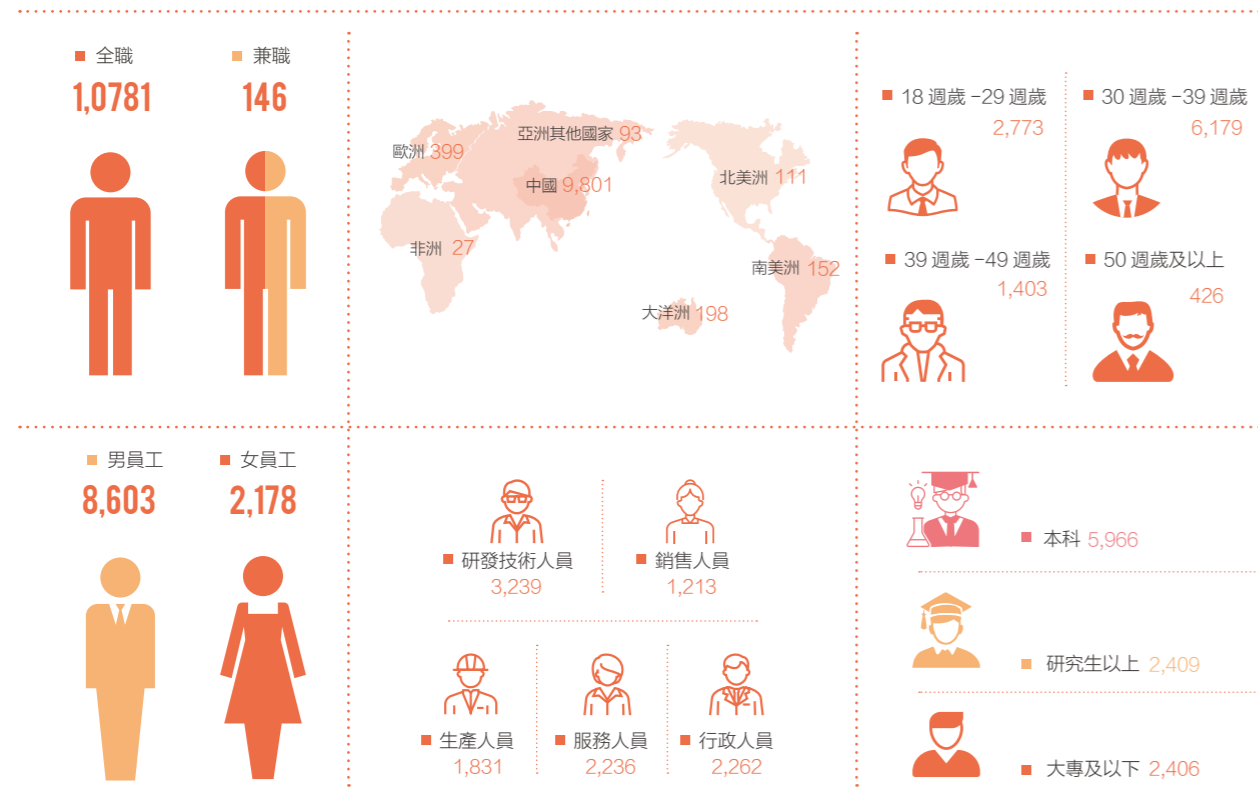 全職
1,0781
兼職
146
歐洲 399
亞洲其他國家 93
中國 9,801
北美洲 111
非洲 27
南美洲 152
大洋洲 198
18 週歲 -29 週歲
2,773
30 週歲 -39 週歲
6,179
39 週歲 -49 週歲
1,403
50 週歲及以上
426
男員工
8,603
女員工
2,178
研發技術人員
3,239
銷售人員
1,213
生產人員
1,831
服務人員
2,236
行政人員
2,262
本科 5,966
研究生以上 2,409
大專及以下 2,406